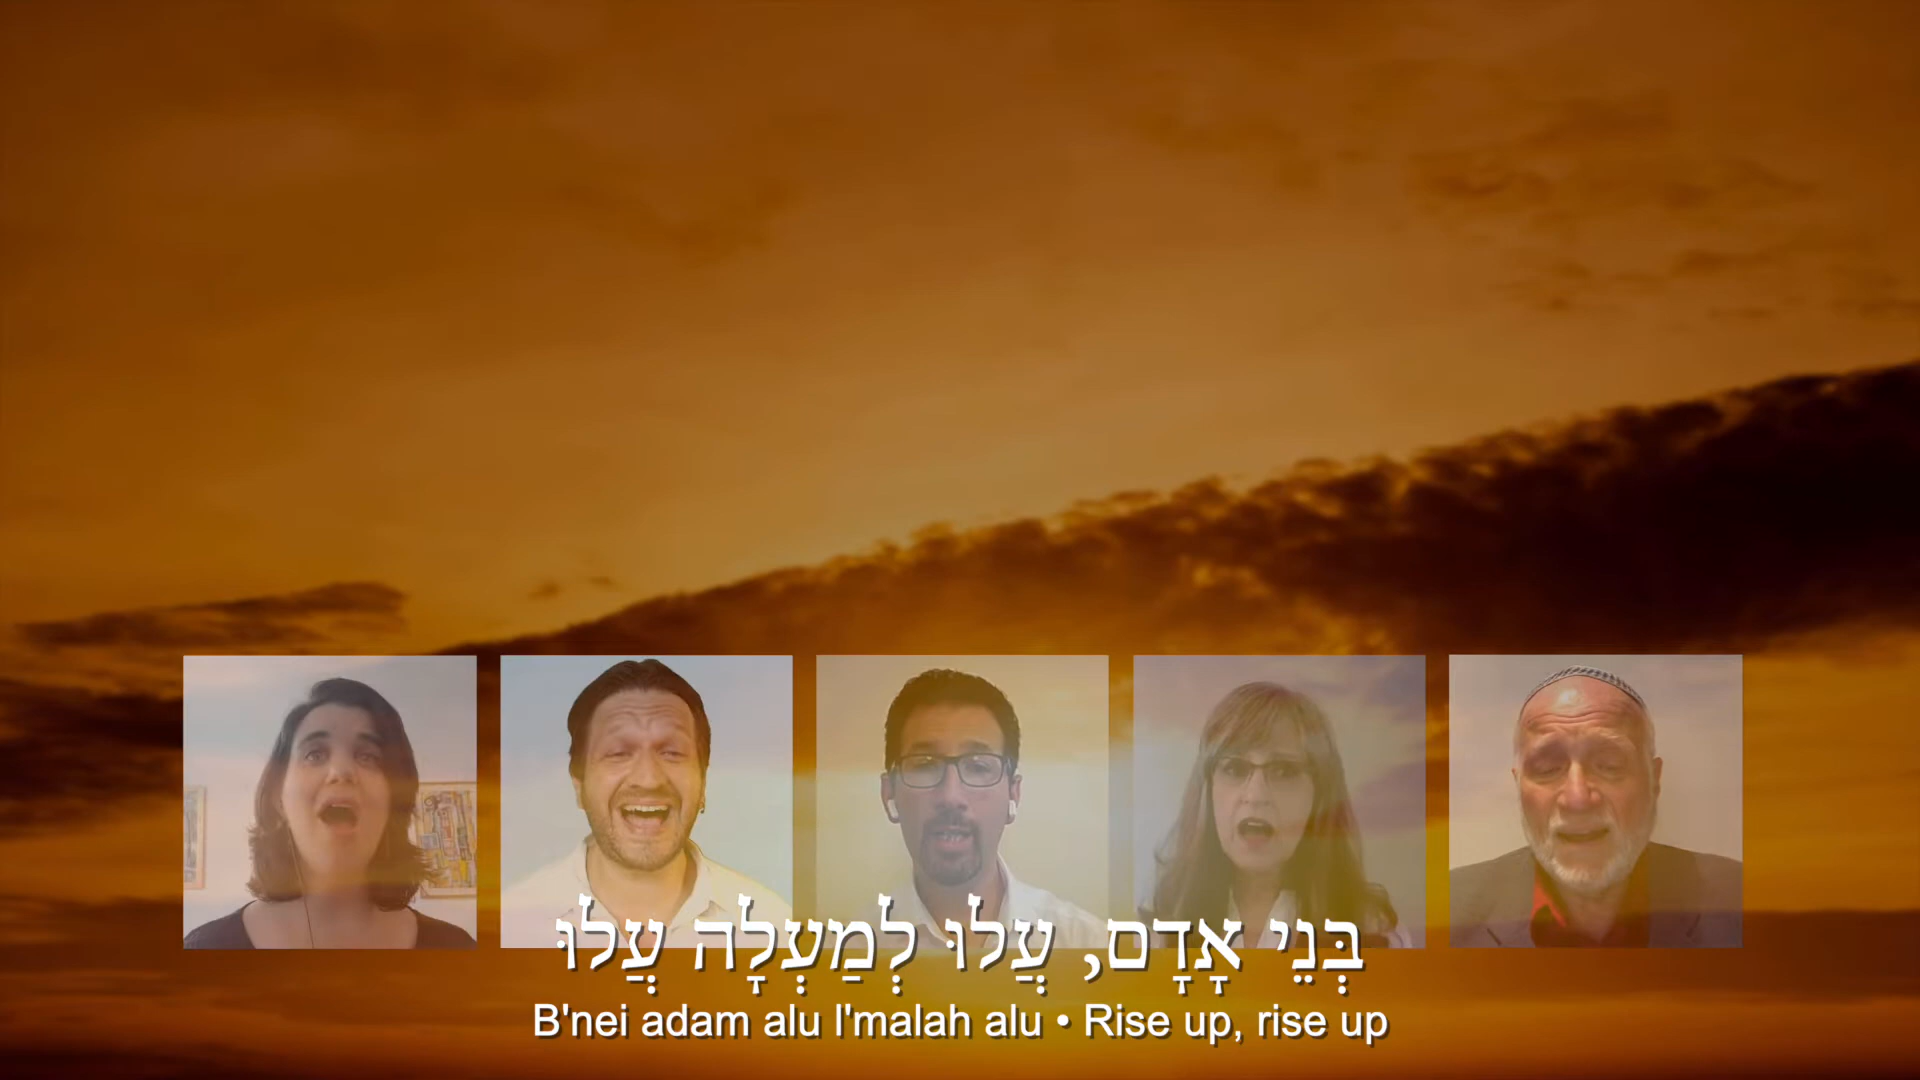 בְּנֵי אָדָם, עֲלוּ לְמַעְלָה עֲלוּ
B'nei adam alu l'malah alu • Rise up, rise up